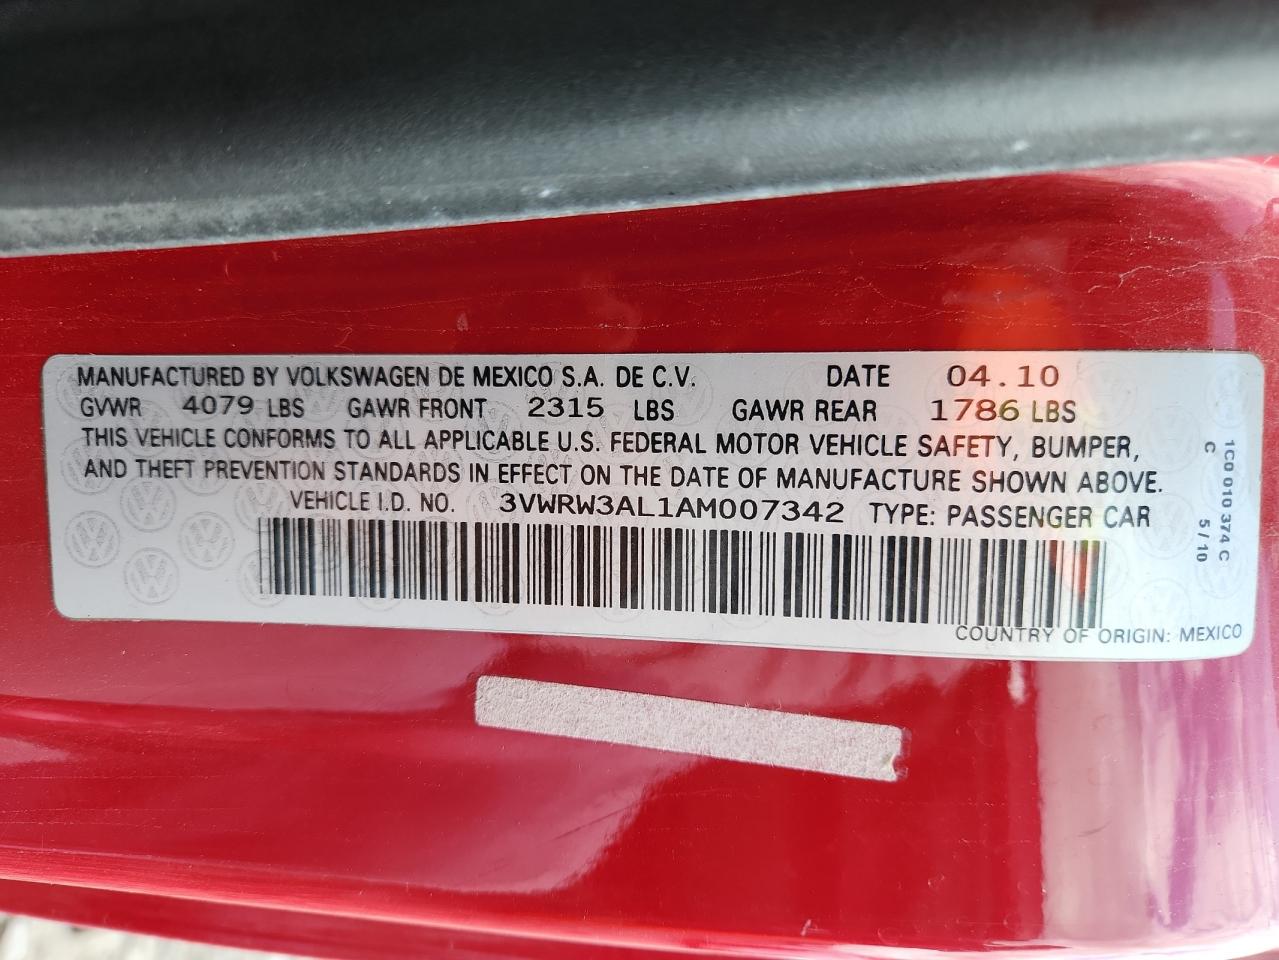 MANUFACTURED BY VOLKSWAGEN DE MEXICO S.A. DE C.V. DATE 04.10
GVWR 4079 LBS GAWR FRONT 2315 LBS GAWR REAR 1786 LBS
THIS VEHICLE CONFORMS TO ALL APPLICABLE U.S. FEDERAL MOTOR VEHICLE SAFETY, BUMPER,
AND THEFT PREVENTION STANDARDS IN EFFECT ON THE DATE OF MANUFACTURE SHOWN ABOVE.
VEHICLE I.D. NO. 3VWRW3AL1AM007342 TYPE: PASSENGER CAR
COUNTRY OF ORIGIN: MEXICO
1C0 010 374 C
C 5/10